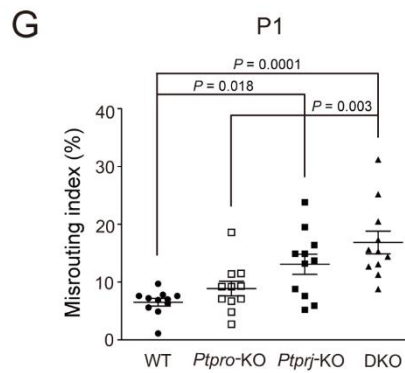 G
P1
P = 0.0001
P = 0.018
P = 0.003
Misrouting index (%)
40
30
20
10
0
WT Ptpro-KO Ptprj-KO DKO